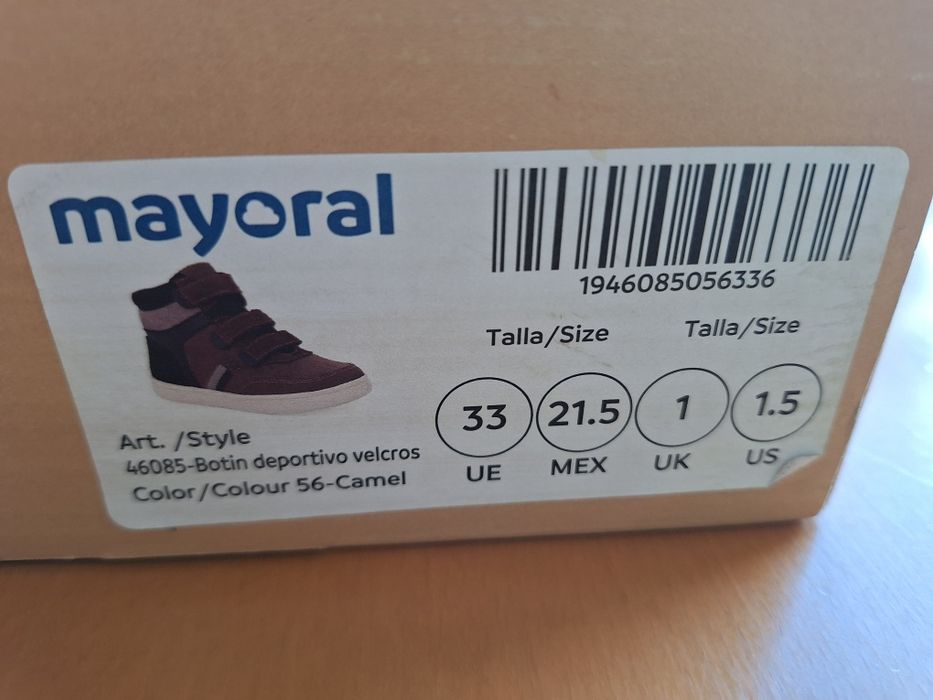 mayoral
1946085056336
Talla/Size Talla/Size
33 21.5 1 1.5
UE MEX UK US
Art. /Style
46085-Botin deportivo velcros
Color/Colour 56-Camel